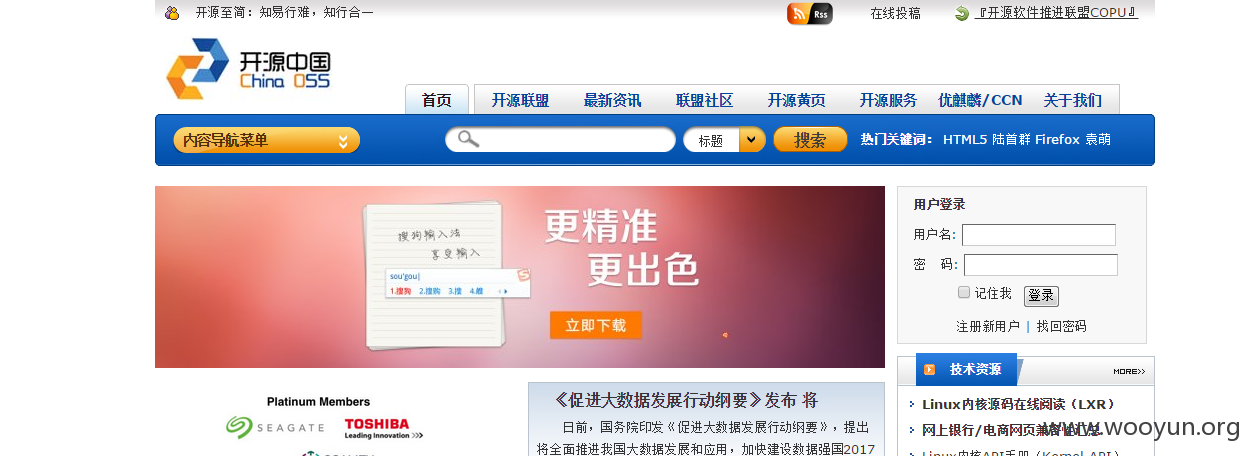 开源至简：知易行难，知行合一
Rss
在线投稿
『开源软件推进联盟COPU』
开源中国
China OSS
首页
开源联盟
最新资讯
联盟社区
开源黄页
开源服务
优麒麟/CCN
关于我们
内容导航菜单
标题
搜索
热门关键词： HTML5 陆首群 Firefox 袁萌
搜狗输入法
享受输入
sou'gou
1.搜狗 2.搜购 3.搜 4.艘
更精准
更出色
立即下载
用户登录
用户名:
密 码:
记住我
登录
注册新用户 | 找回密码
技术资源
MORE>>
Linux内核源码在线阅读（LXR）
网上银行/电商网页兼容性汇总
Linux内核API手册（Kernel API）
Platinum Members
SEAGATE
TOSHIBA
Leading Innovation >>>
《促进大数据发展行动纲要》发布 将
日前，国务院印发《促进大数据发展行动纲要》，提出
将全面推进我国大数据发展和应用，加快建设数据强国2017
www.wooyun.org